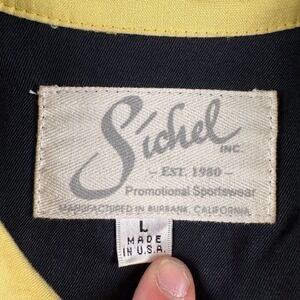 Sichel
INC.
- EST. 1980 -
Promotional Sportswear
MANUFACTURED IN BURBANK, CALIFORNIA
L
MADE
IN U.S.A.